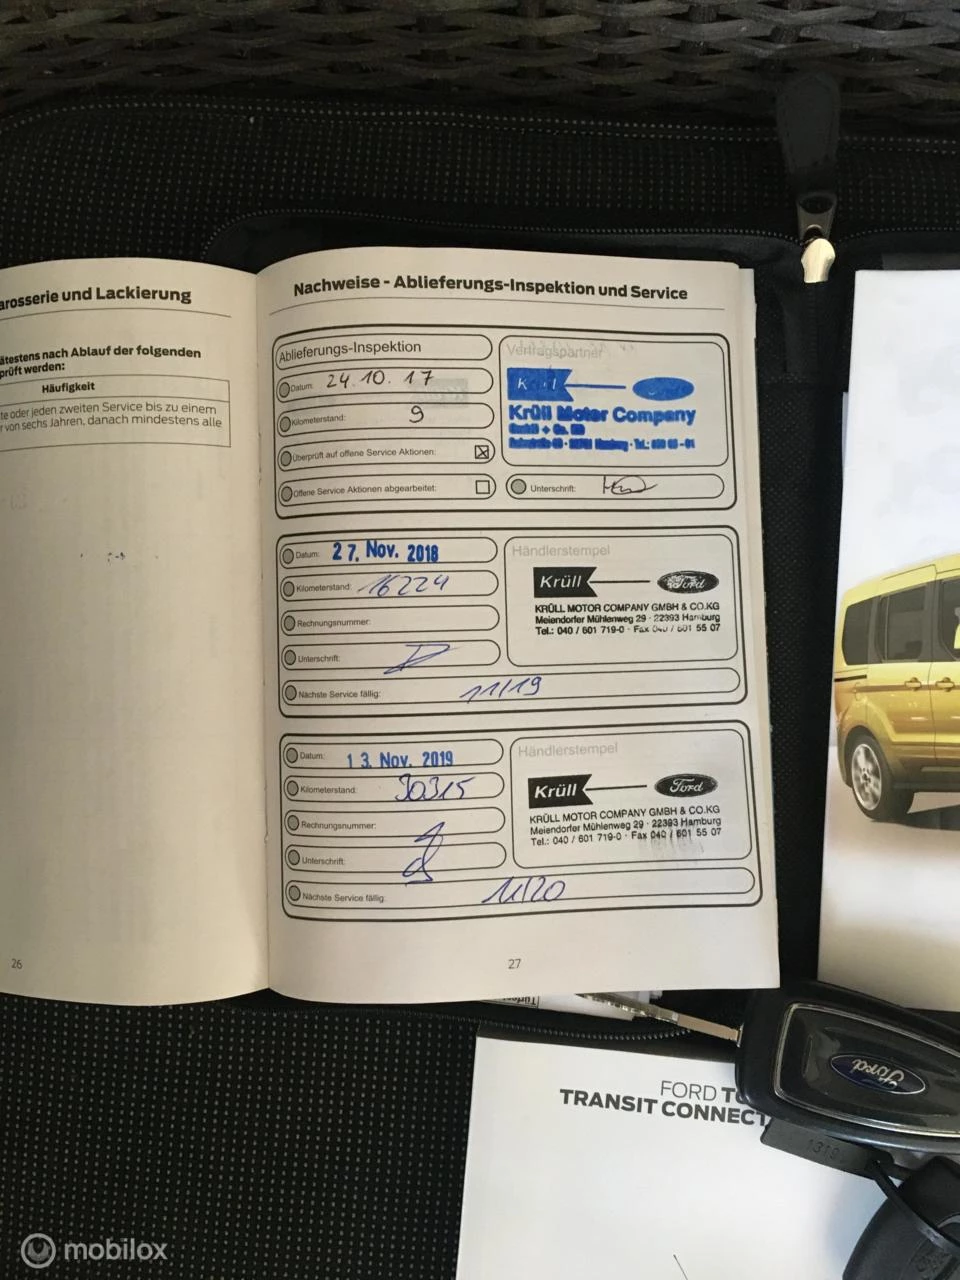 arosserie und Lackierung
ätestens nach Ablauf der folgenden
prüft werden:
Häufigkeit
te oder jeden zweiten Service bis zu einem
r von sechs Jahren, danach mindestens alle
26
Nachweise - Ablieferungs-Inspektion und Service
Ablieferungs-Inspektion
Datum: 24.10.17
Kilometerstand: 9
Überprüft auf offene Service Aktionen:
Offene Service Aktionen abgearbeitet:
Vertragspartner
Krüll Motor Company
Unterschrift:
Datum: 27. Nov. 2018
Kilometerstand: 16224
Rechnungsnummer:
Unterschrift:
Nächste Service fällig: 11/19
Händlerstempel
Krüll Ford
KRÜLL MOTOR COMPANY GMBH & CO.KG
Meiendorfer Mühlenweg 29 · 22393 Hamburg
Tel.: 040 / 601 719-0 · Fax 040 / 601 55 07
Datum: 13. Nov. 2019
Kilometerstand: 30315
Rechnungsnummer:
Unterschrift:
Nächste Service fällig: 11/20
Händlerstempel
Krüll Ford
KRÜLL MOTOR COMPANY GMBH & CO.KG
Meiendorfer Mühlenweg 29 · 22393 Hamburg
Tel.: 040 / 601 719-0 · Fax 040 / 601 55 07
27
FORD TO
TRANSIT CONNECT
Ford
mobilox